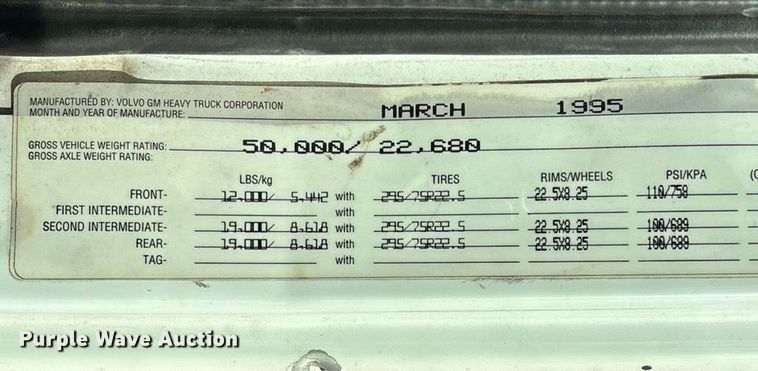 MANUFACTURED BY: VOLVO GM HEAVY TRUCK CORPORATION
MONTH AND YEAR OF MANUFACTURE: MARCH 1995
GROSS VEHICLE WEIGHT RATING: 50,000/ 22,680
GROSS AXLE WEIGHT RATING:
LBS/kg TIRES RIMS/WHEELS PSI/KPA
FRONT- 12,000/ 5,442 with 295/75R22.5 22.5X8.25 110/758
FIRST INTERMEDIATE- with
SECOND INTERMEDIATE- 19,000/ 8,618 with 295/75R22.5 22.5X8.25 100/689
REAR- 19,000/ 8,618 with 295/75R22.5 22.5X8.25 100/689
TAG- with
Purple Wave Auction